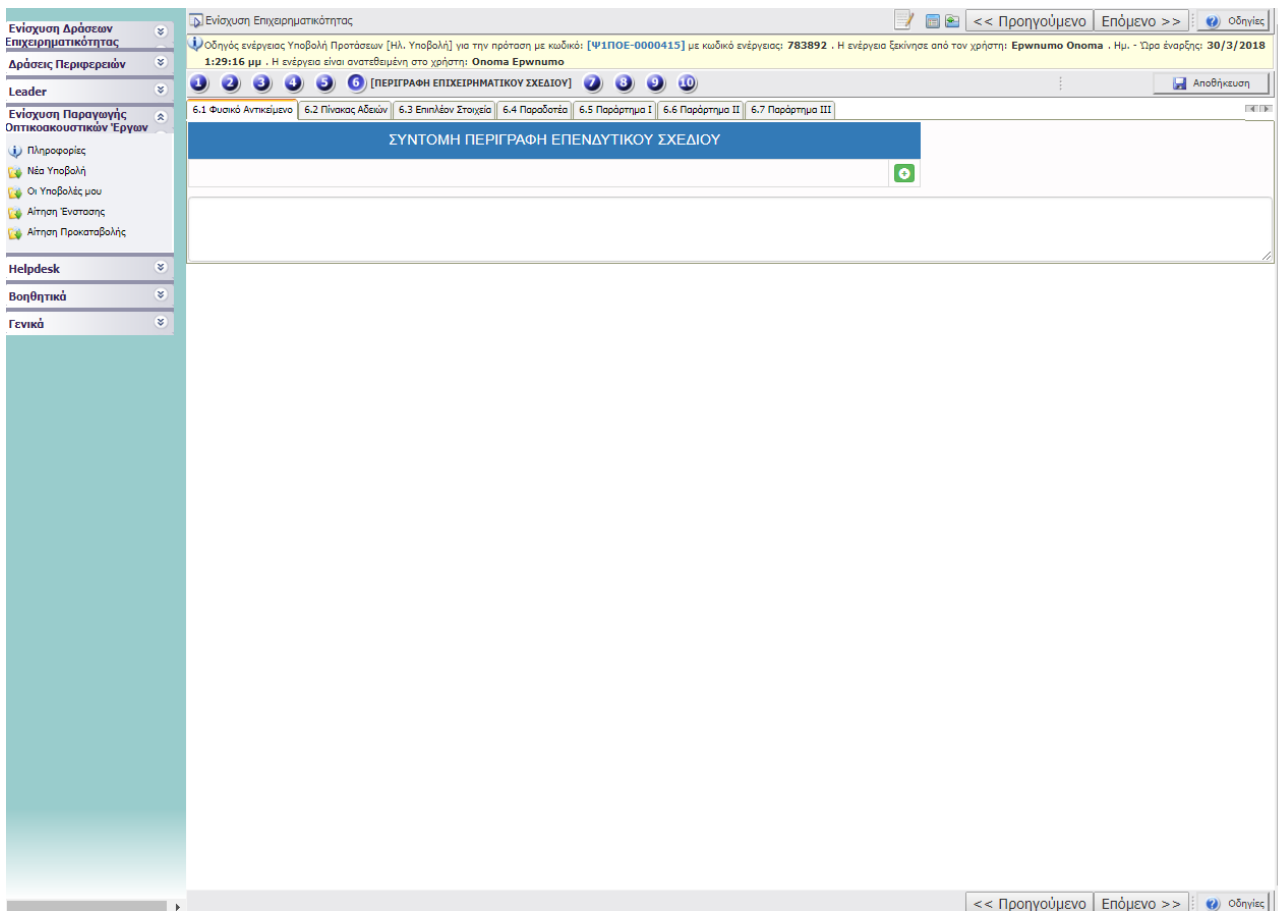 Ενίσχυση Δράσεων
Επιχειρηματικότητας
Δράσεις Περιφερειών
Leader
Ενίσχυση Παραγωγής
Οπτικοακουστικών Έργων
Πληροφορίες
Νέα Υποβολή
Οι Υποβολές μου
Αίτηση Ένστασης
Αίτηση Προκαταβολής
Helpdesk
Βοηθητικά
Γενικά
Ενίσχυση Επιχειρηματικότητας
<< Προηγούμενο Επόμενο >> Οδηγίες
Οδηγός ενέργειας Υποβολή Προτάσεων [Ηλ. Υποβολή] για την πρόταση με κωδικό: [Ψ1ΠΟΕ-0000415] με κωδικό ενέργειας: 783892 . Η ενέργεια ξεκίνησε από τον χρήστη: Epwnumo Onoma . Ημ. - Ώρα έναρξης: 30/3/2018
1:29:16 μμ . Η ενέργεια είναι ανατεθειμένη στο χρήστη: Onoma Epwnumo
1 2 3 4 5 6 [ΠΕΡΙΓΡΑΦΗ ΕΠΙΧΕΙΡΗΜΑΤΙΚΟΥ ΣΧΕΔΙΟΥ] 7 8 9 10 Αποθήκευση
6.1 Φυσικό Αντικείμενο 6.2 Πίνακας Αδειών 6.3 Επιπλέον Στοιχεία 6.4 Παραδοτέα 6.5 Παράρτημα I 6.6 Παράρτημα II 6.7 Παράρτημα III
ΣΥΝΤΟΜΗ ΠΕΡΙΓΡΑΦΗ ΕΠΕΝΔΥΤΙΚΟΥ ΣΧΕΔΙΟΥ
<< Προηγούμενο Επόμενο >> Οδηγίες